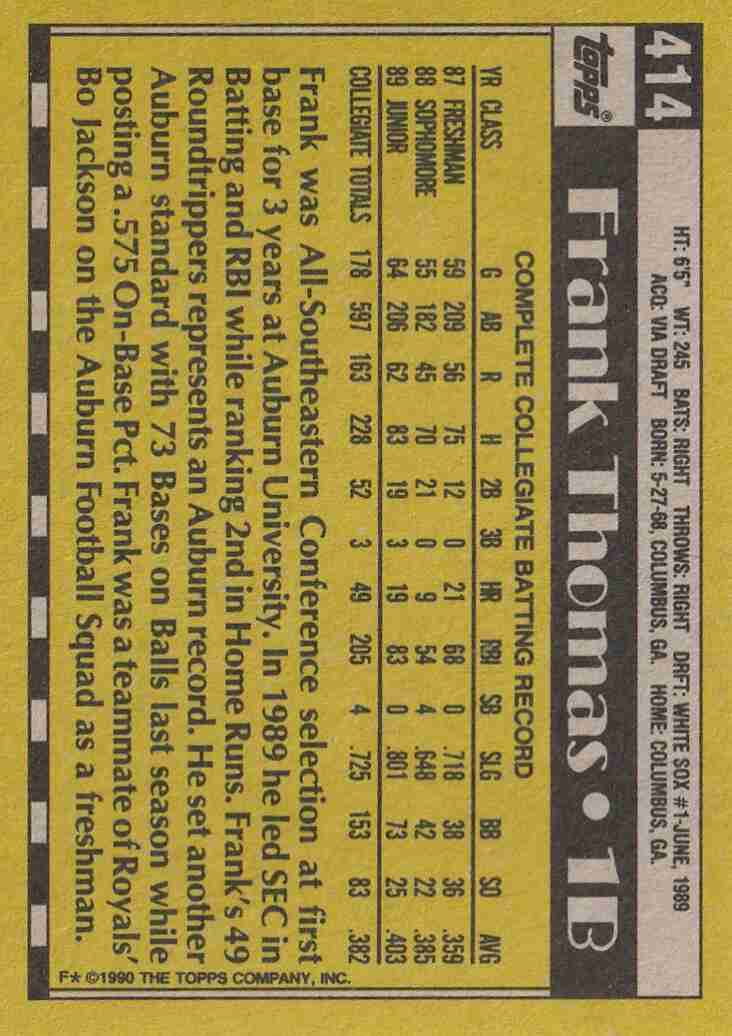 414
HT: 6'5" WT: 245 BATS: RIGHT THROWS: RIGHT DRFT: WHITE SOX #1-JUNE, 1989
ACQ: VIA DRAFT BORN: 5-27-68, COLUMBUS, GA. HOME: COLUMBUS, GA.
topps® Frank Thomas • 1B
COMPLETE COLLEGIATE BATTING RECORD
YR CLASS G AB R H 2B 3B HR RBI SB SLG BB SO AVG
87 FRESHMAN 59 209 56 75 12 0 21 68 0 .718 38 36 .359
88 SOPHOMORE 55 182 45 70 21 0 9 54 4 .648 42 22 .385
89 JUNIOR 64 206 62 83 19 3 19 83 0 .801 73 25 .403
COLLEGIATE TOTALS 178 597 163 228 52 3 49 205 4 .725 153 83 .382
Frank was All-Southeastern Conference selection at first
base for 3 years at Auburn University. In 1989 he led SEC in
Batting and RBI while ranking 2nd in Home Runs. Frank's 49
Roundtrippers represents an Auburn record. He set another
Auburn standard with 73 Bases on Balls last season while
posting a .575 On-Base Pct. Frank was a teammate of Royals'
Bo Jackson on the Auburn Football Squad as a freshman.
F* ©1990 THE TOPPS COMPANY, INC.